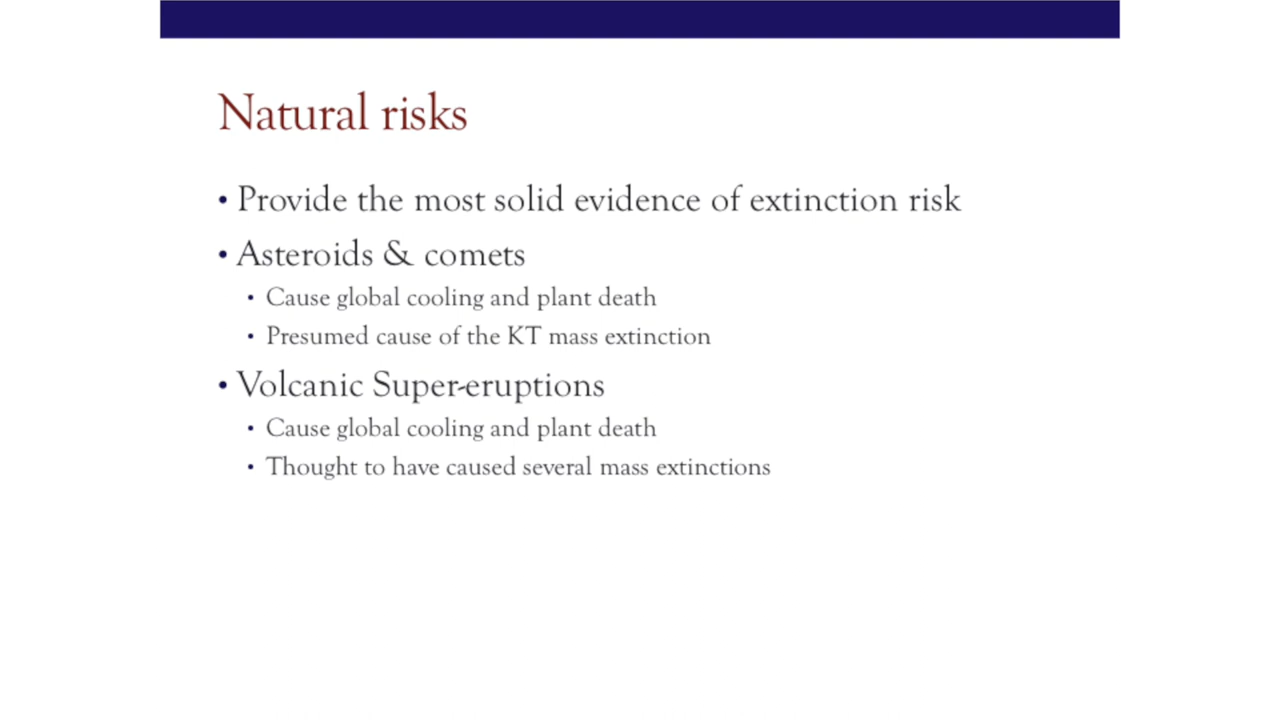 Natural risks
• Provide the most solid evidence of extinction risk
• Asteroids & comets
• Cause global cooling and plant death
• Presumed cause of the KT mass extinction
• Volcanic Super-eruptions
• Cause global cooling and plant death
• Thought to have caused several mass extinctions